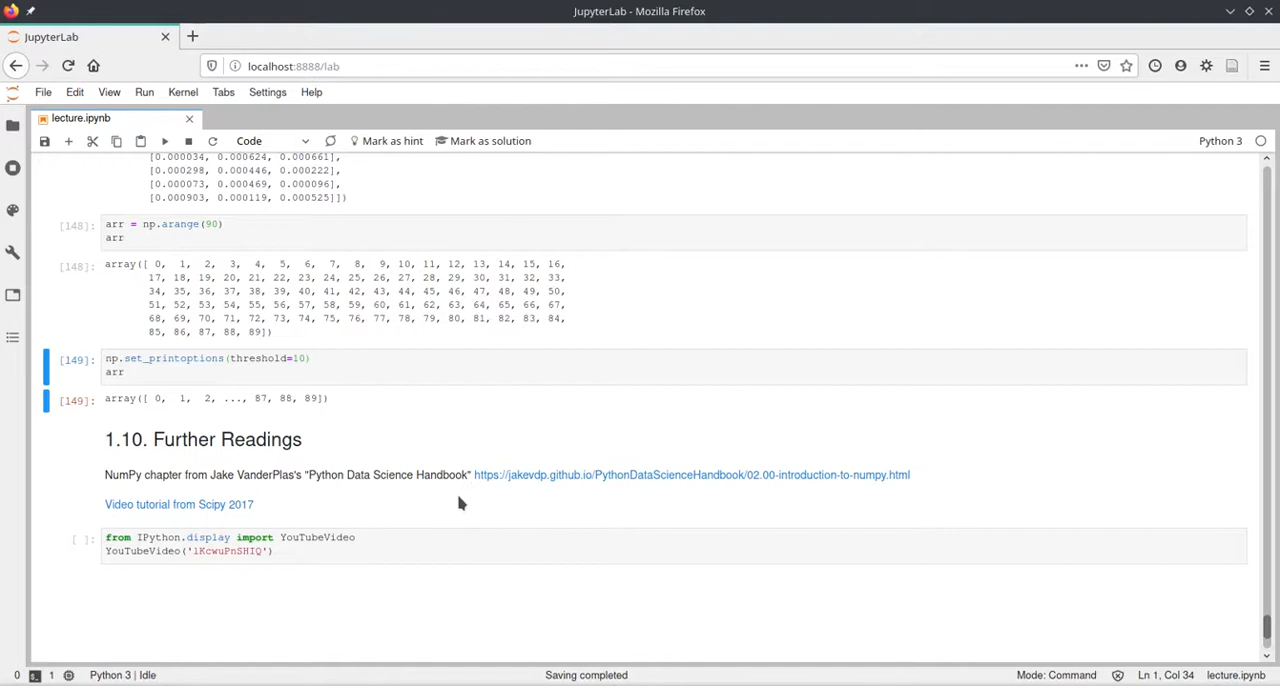 JupyterLab - Mozilla Firefox
JupyterLab
localhost:8888/lab
File Edit View Run Kernel Tabs Settings Help
lecture.ipynb
Code Mark as hint Mark as solution Python 3
[0.000034, 0.000624, 0.000661],
[0.000298, 0.000446, 0.000222],
[0.000073, 0.000469, 0.000096],
[0.000903, 0.000119, 0.000525]])
[148]: arr = np.arange(90)
arr
[148]: array([ 0, 1, 2, 3, 4, 5, 6, 7, 8, 9, 10, 11, 12, 13, 14, 15, 16,
17, 18, 19, 20, 21, 22, 23, 24, 25, 26, 27, 28, 29, 30, 31, 32, 33,
34, 35, 36, 37, 38, 39, 40, 41, 42, 43, 44, 45, 46, 47, 48, 49, 50,
51, 52, 53, 54, 55, 56, 57, 58, 59, 60, 61, 62, 63, 64, 65, 66, 67,
68, 69, 70, 71, 72, 73, 74, 75, 76, 77, 78, 79, 80, 81, 82, 83, 84,
85, 86, 87, 88, 89])
[149]: np.set_printoptions(threshold=10)
arr
[149]: array([ 0, 1, 2, ..., 87, 88, 89])
1.10. Further Readings
NumPy chapter from Jake VanderPlas's "Python Data Science Handbook" https://jakevdp.github.io/PythonDataScienceHandbook/02.00-introduction-to-numpy.html
Video tutorial from Scipy 2017
[ ]: from IPython.display import YouTubeVideo
YouTubeVideo('lKcwuPnSHIQ')
0 1 Python 3 | Idle Saving completed Mode: Command Ln 1, Col 34 lecture.ipynb